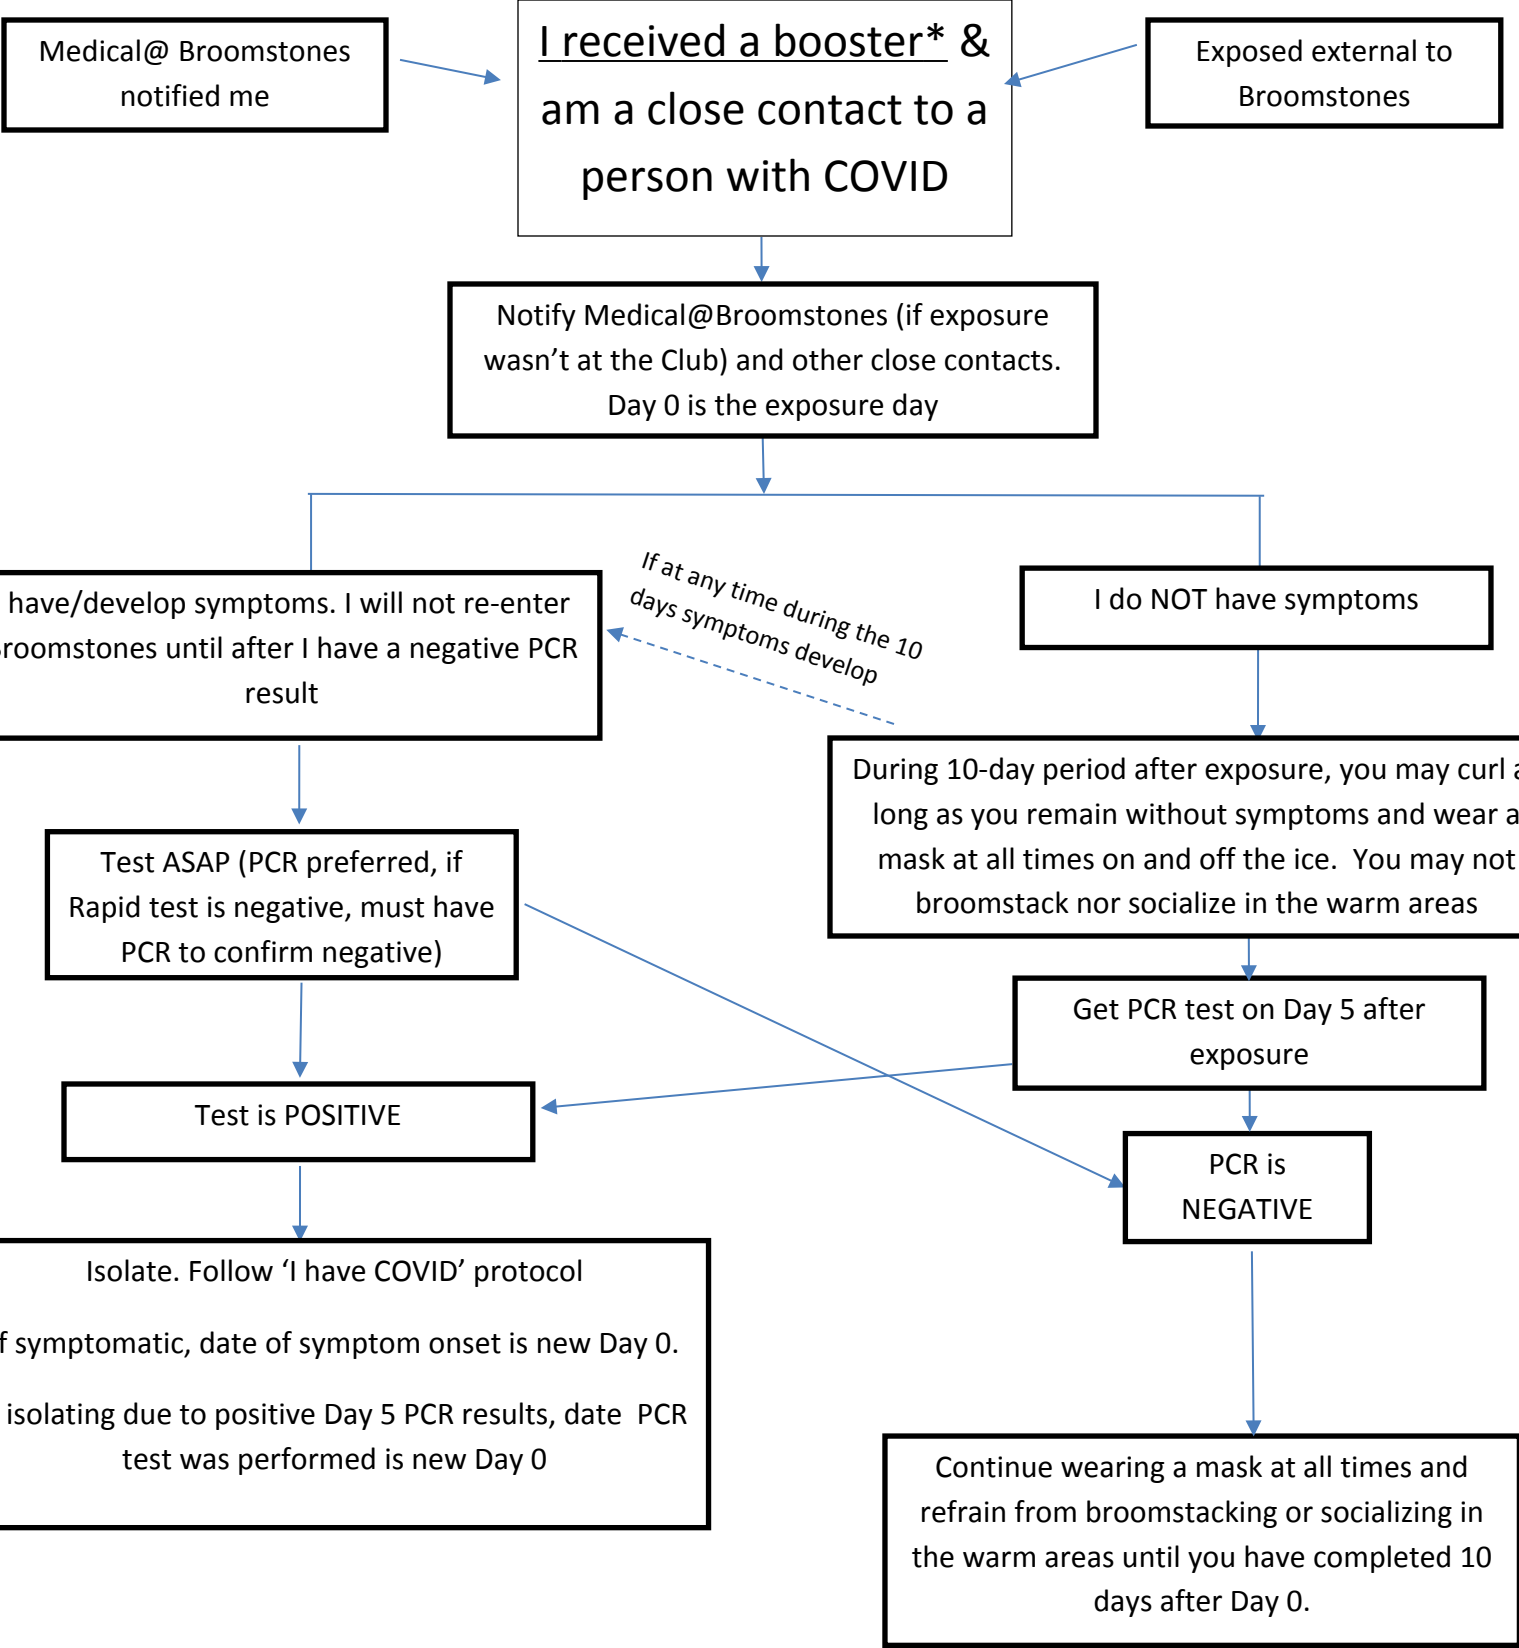 Medical@ Broomstones
notified me
I received a booster* &
am a close contact to a
person with COVID
Exposed external to
Broomstones
Notify Medical@Broomstones (if exposure
wasn't at the Club) and other close contacts.
Day 0 is the exposure day
have/develop symptoms. I will not re-enter
Broomstones until after I have a negative PCR
result
If at any time during the 10
days symptoms develop
I do NOT have symptoms
During 10-day period after exposure, you may curl a
long as you remain without symptoms and wear a
mask at all times on and off the ice. You may not
broomstack nor socialize in the warm areas
Test ASAP (PCR preferred, if
Rapid test is negative, must have
PCR to confirm negative)
Get PCR test on Day 5 after
exposure
Test is POSITIVE
PCR is
NEGATIVE
Isolate. Follow ‘I have COVID’ protocol
f symptomatic, date of symptom onset is new Day 0.
isolating due to positive Day 5 PCR results, date PCR
test was performed is new Day 0
Continue wearing a mask at all times and
refrain from broomstacking or socializing in
the warm areas until you have completed 10
days after Day 0.